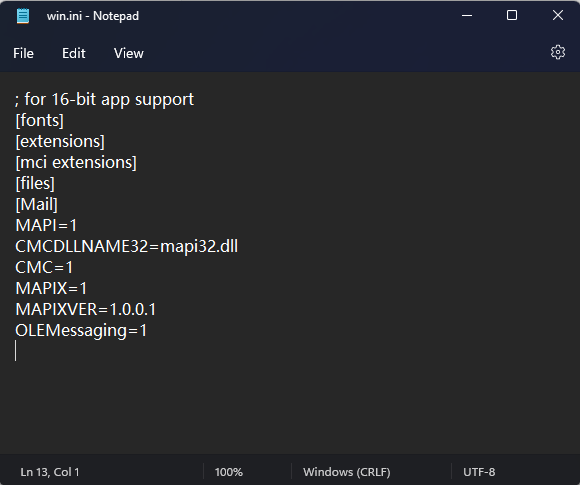 win.ini - Notepad
File Edit View
; for 16-bit app support
[fonts]
[extensions]
[mci extensions]
[files]
[Mail]
MAPI=1
CMCDLLNAME32=mapi32.dll
CMC=1
MAPIX=1
MAPIXVER=1.0.0.1
OLEMessaging=1
Ln 13, Col 1 100% Windows (CRLF) UTF-8